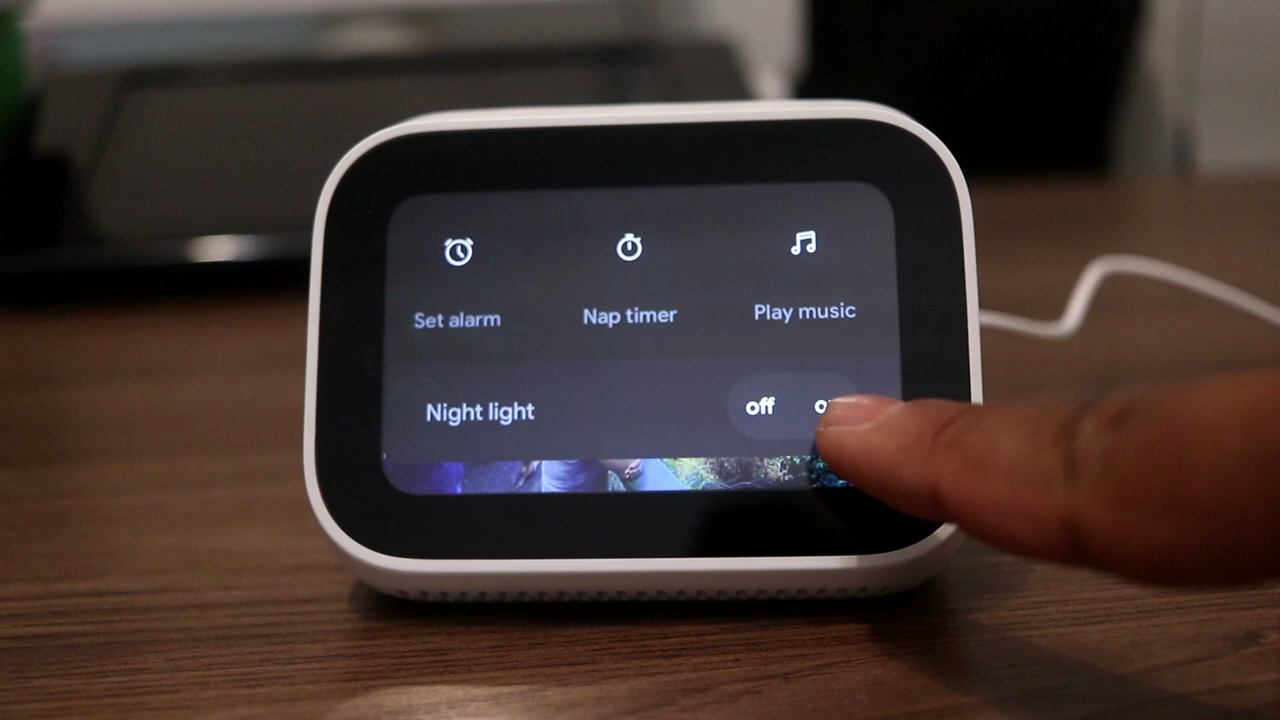 Set alarm
Nap timer
Play music
Night light
off